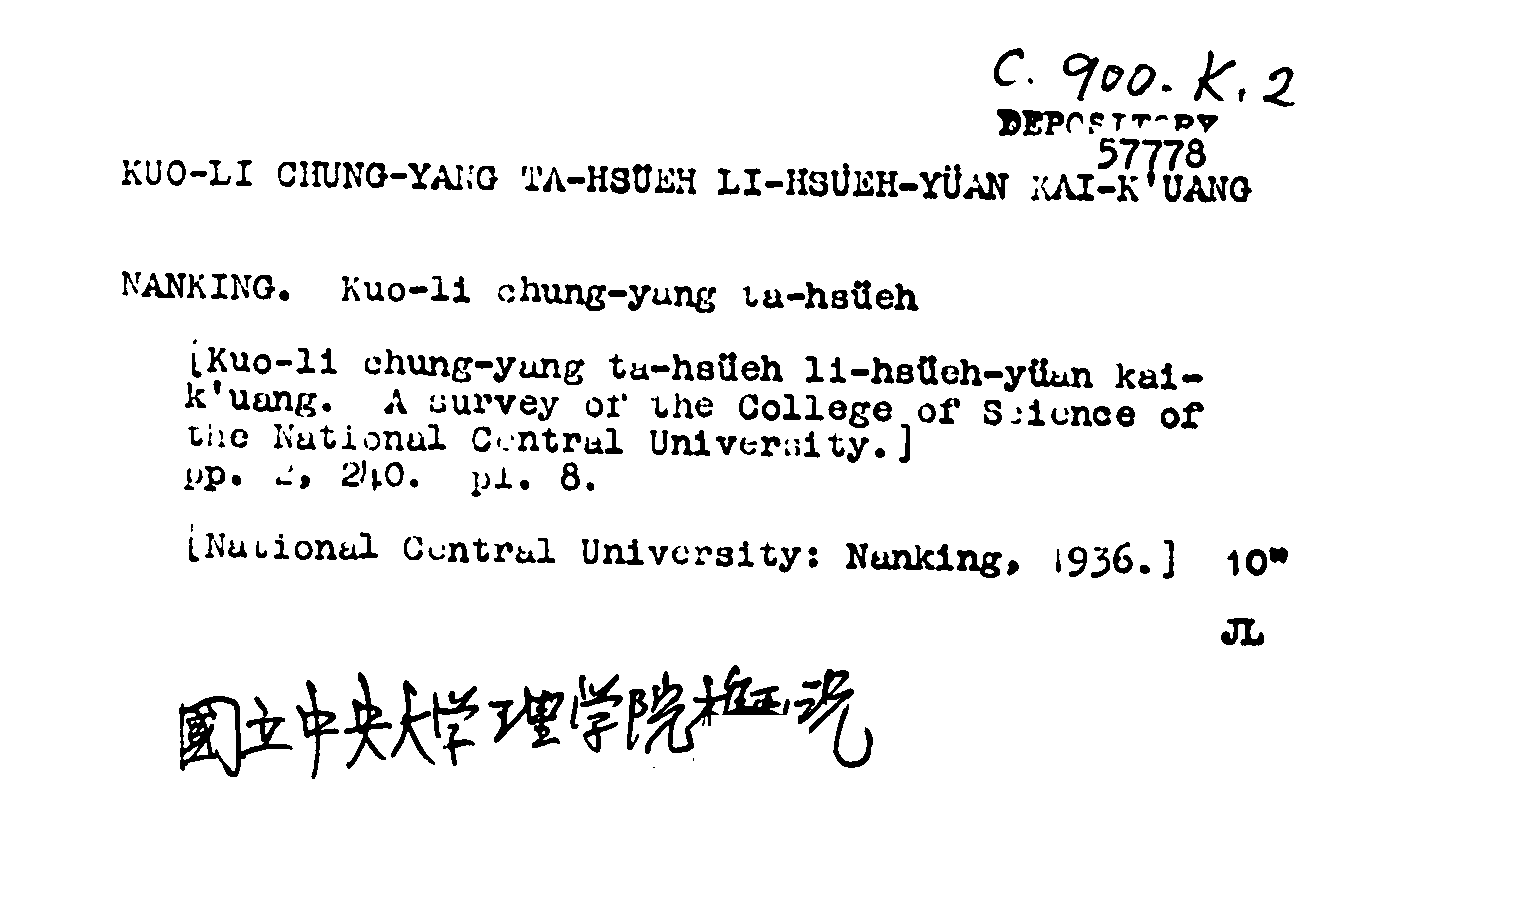 C. 900. K. 2
DEPOSITORY
57778
KUO-LI CHUNG-YANG TA-HSÜEH LI-HSÜEH-YÜAN KAI-K'UANG
NANKING. Kuo-li chung-yang ta-hsüeh
[Kuo-li chung-yang ta-hsüeh li-hsüeh-yüan kai-
k'uang. A survey of the College of Science of
the National Central University.]
pp. 2, 240. pl. 8.
[National Central University: Nanking, 1936.] 10"
JL
國立中央大学理学院概况